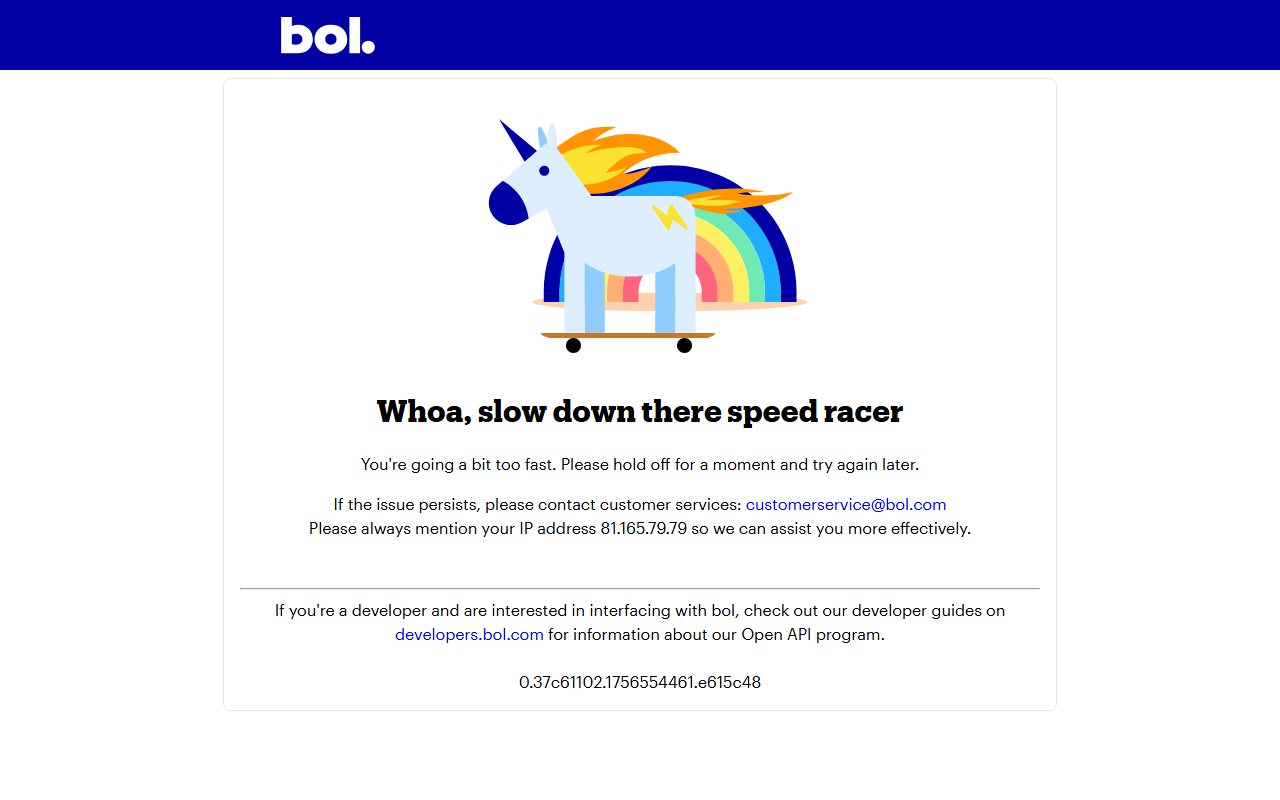 bol.
Whoa, slow down there speed racer
You're going a bit too fast. Please hold off for a moment and try again later.
If the issue persists, please contact customer services: customerservice@bol.com
Please always mention your IP address 81.165.79.79 so we can assist you more effectively.
If you're a developer and are interested in interfacing with bol, check out our developer guides on
developers.bol.com for information about our Open API program.
0.37c61102.1756554461.e615c48